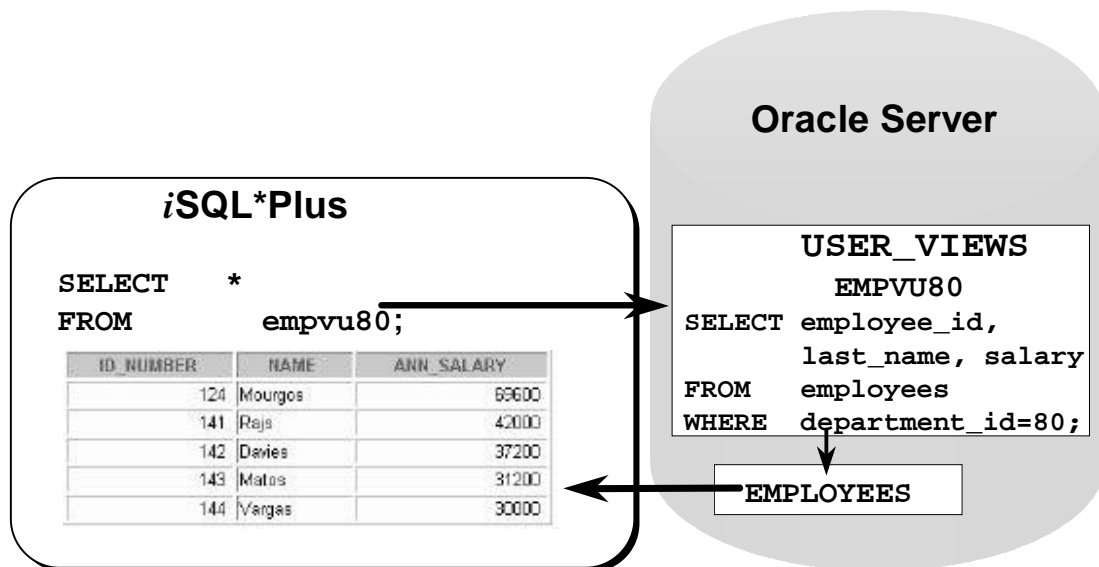 Oracle Server
iSQL*Plus
SELECT *
FROM empvu80;
ID_NUMBER NAME ANN_SALARY
124 Mourgos 69600
141 Rajs 42000
142 Davies 37200
143 Matos 31200
144 Vargas 30000
USER_VIEWS
EMPVU80
SELECT employee_id,
last_name, salary
FROM employees
WHERE department_id=80;
EMPLOYEES